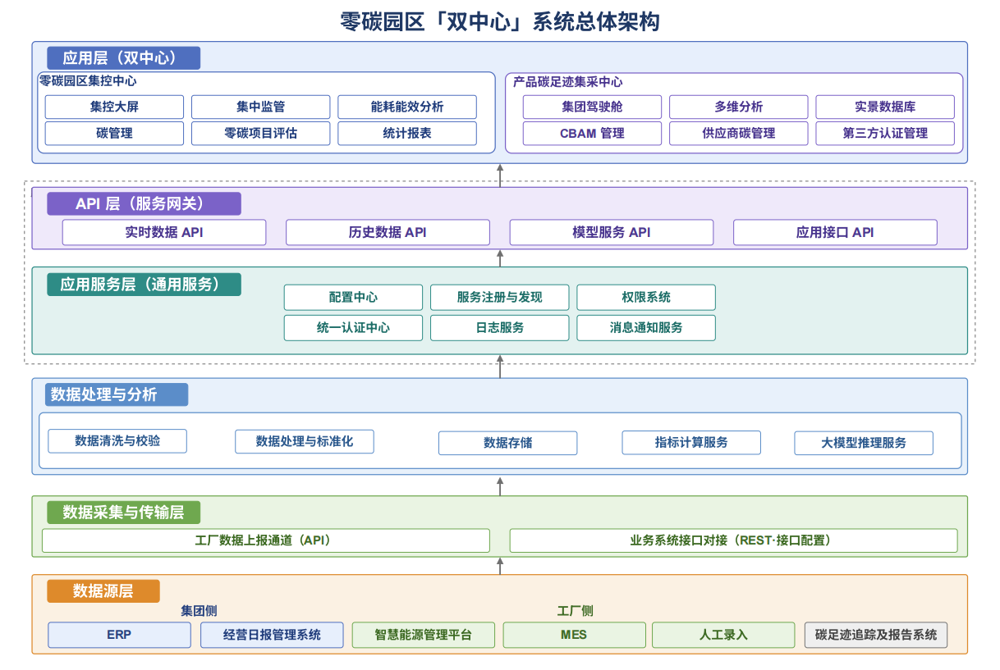 零碳园区「双中心」系统总体架构
应用层（双中心）
零碳园区集控中心
集控大屏
集中监管
能耗能效分析
碳管理
零碳项目评估
统计报表
产品碳足迹集采中心
集团驾驶舱
多维分析
实景数据库
CBAM 管理
供应商碳管理
第三方认证管理
API 层（服务网关）
实时数据 API
历史数据 API
模型服务 API
应用接口 API
应用服务层（通用服务）
配置中心
服务注册与发现
权限系统
统一认证中心
日志服务
消息通知服务
数据处理与分析
数据清洗与校验
数据处理与标准化
数据存储
指标计算服务
大模型推理服务
数据采集与传输层
工厂数据上报通道（API）
业务系统接口对接（REST·接口配置）
数据源层
集团侧
工厂侧
ERP
经营日报管理系统
智慧能源管理平台
MES
人工录入
碳足迹追踪及报告系统